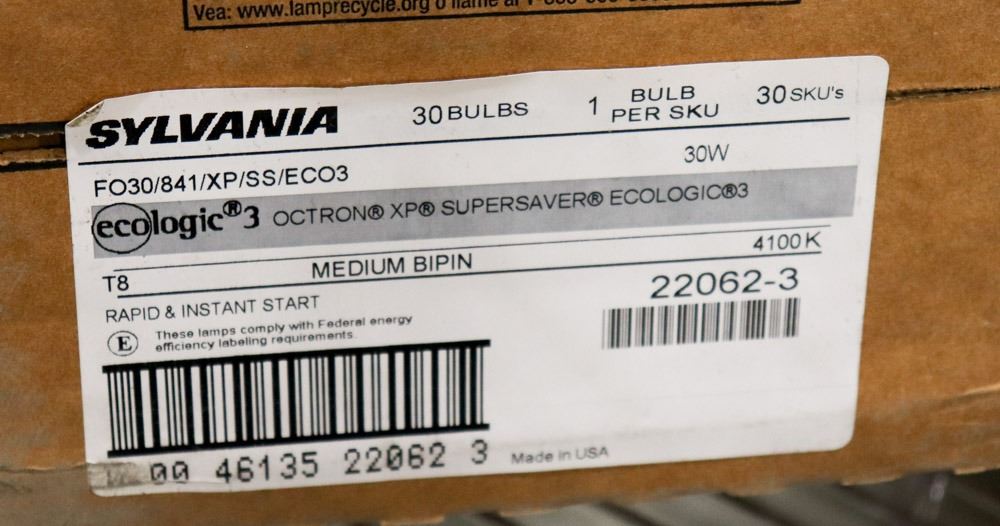 Vea: www.lamprecycle.org o llame al
SYLVANIA 30 BULBS 1 BULB PER SKU 30 SKU's
FO30/841/XP/SS/ECO3 30W
ecologic®3 OCTRON® XP® SUPERSAVER® ECOLOGIC®3
T8 MEDIUM BIPIN 4100K
RAPID & INSTANT START 22062-3
E These lamps comply with Federal energy
efficiency labeling requirements.
00 46135 22062 3 Made in USA